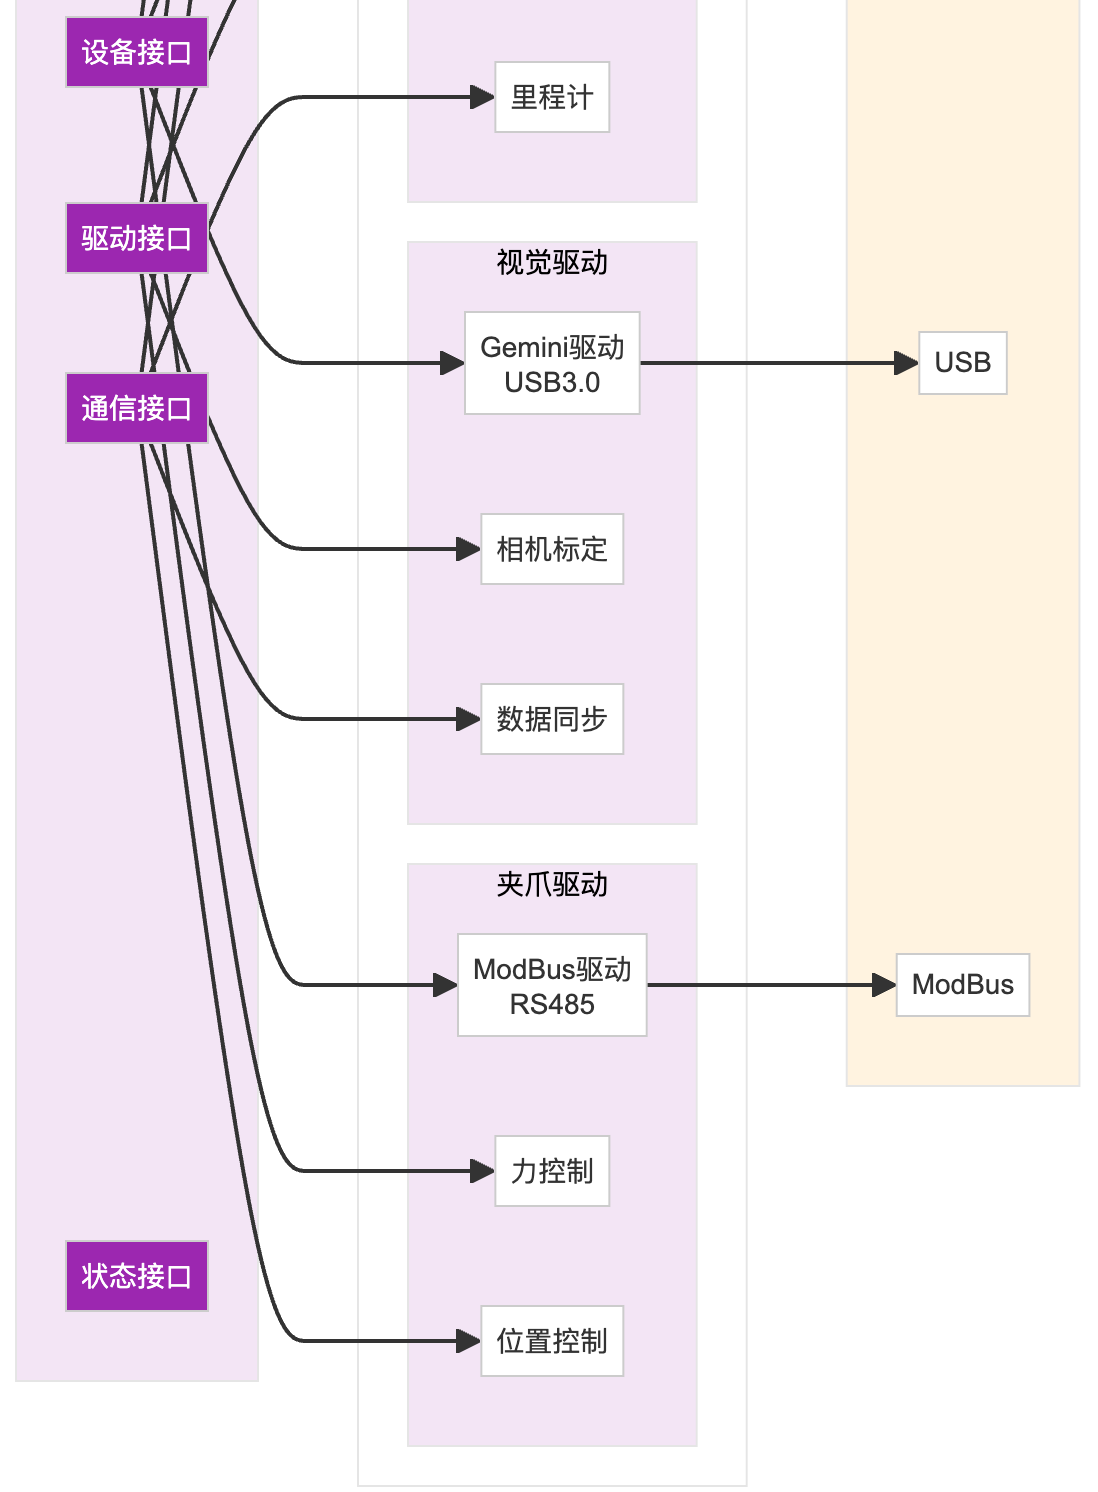 设备接口
驱动接口
通信接口
状态接口
里程计
视觉驱动
Gemini驱动
USB3.0
相机标定
数据同步
夹爪驱动
ModBus驱动
RS485
力控制
位置控制
USB
ModBus